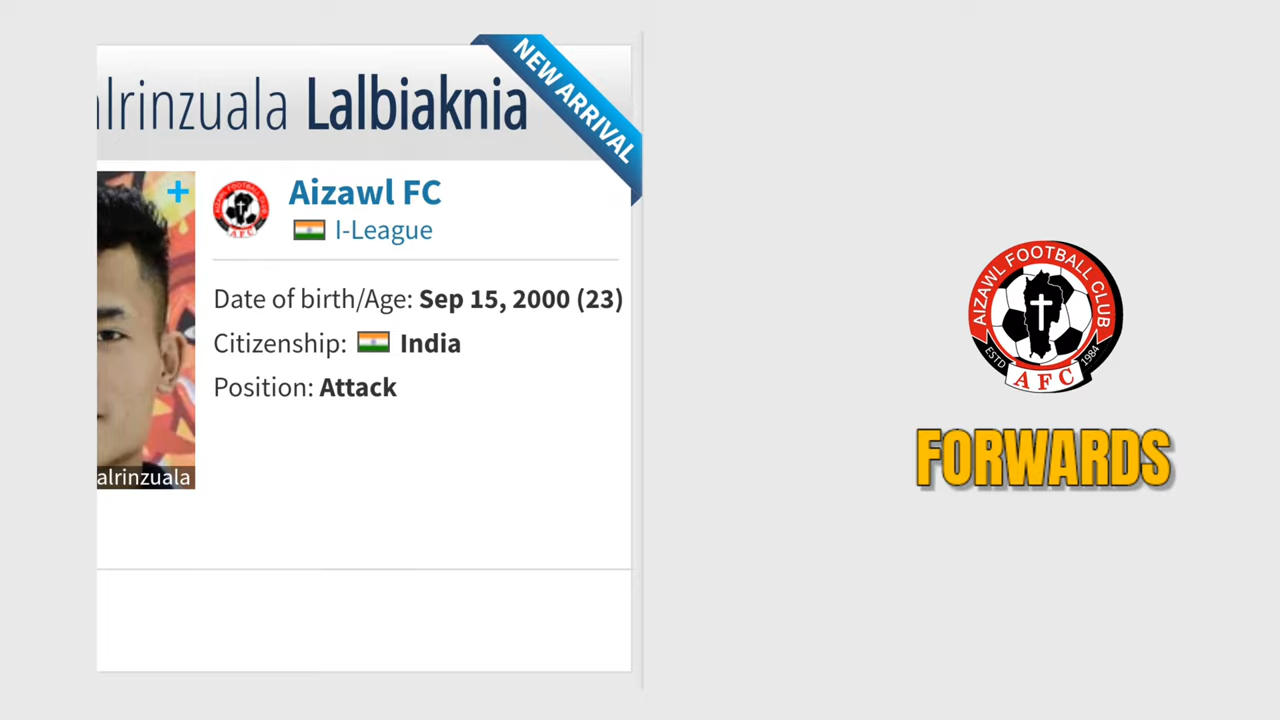 alrinzuala Lalbiaknia
NEW ARRIVAL
Aizawl FC
I-League
Date of birth/Age: Sep 15, 2000 (23)
Citizenship: India
Position: Attack
alrinzuala
AIZAWL FOOTBALL CLUB
ESTD 1984
AFC
FORWARDS